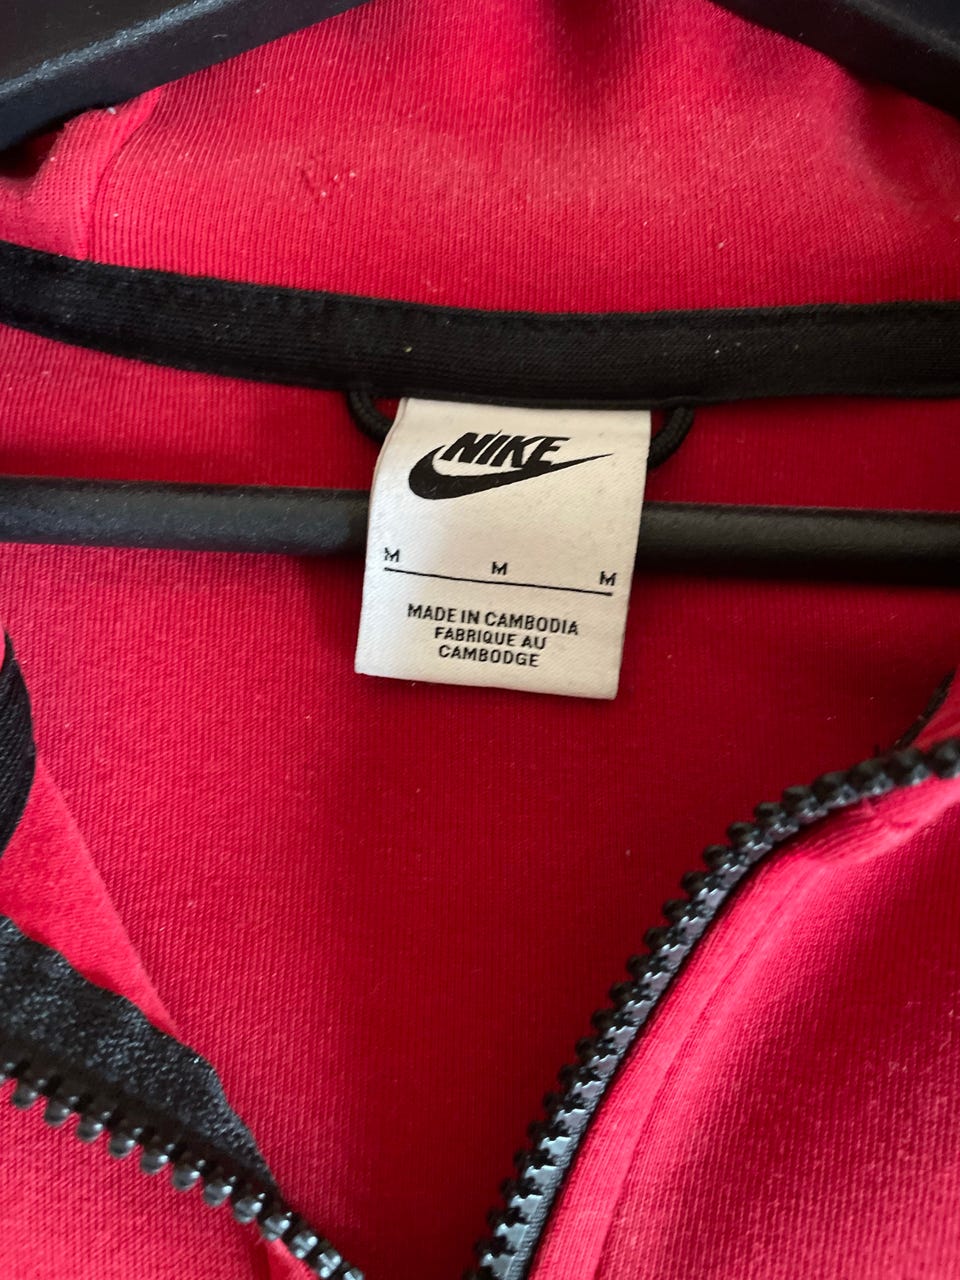 NIKE
M M M
MADE IN CAMBODIA
FABRIQUE AU
CAMBODGE